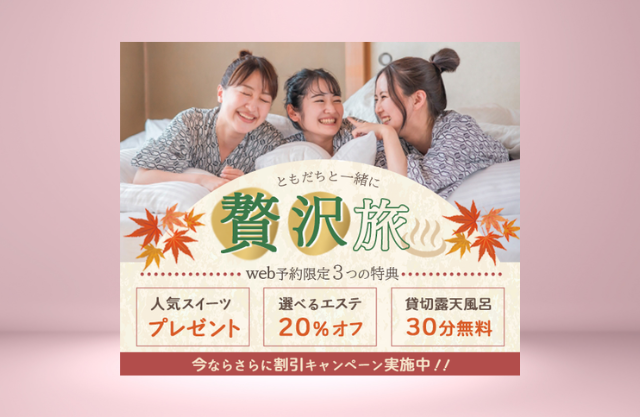 ともだちと一緒に
贅沢旅
web予約限定3つの特典
人気スイーツ
プレゼント
選べるエステ
20%オフ
貸切露天風呂
30分無料
今ならさらに割引キャンペーン実施中!!